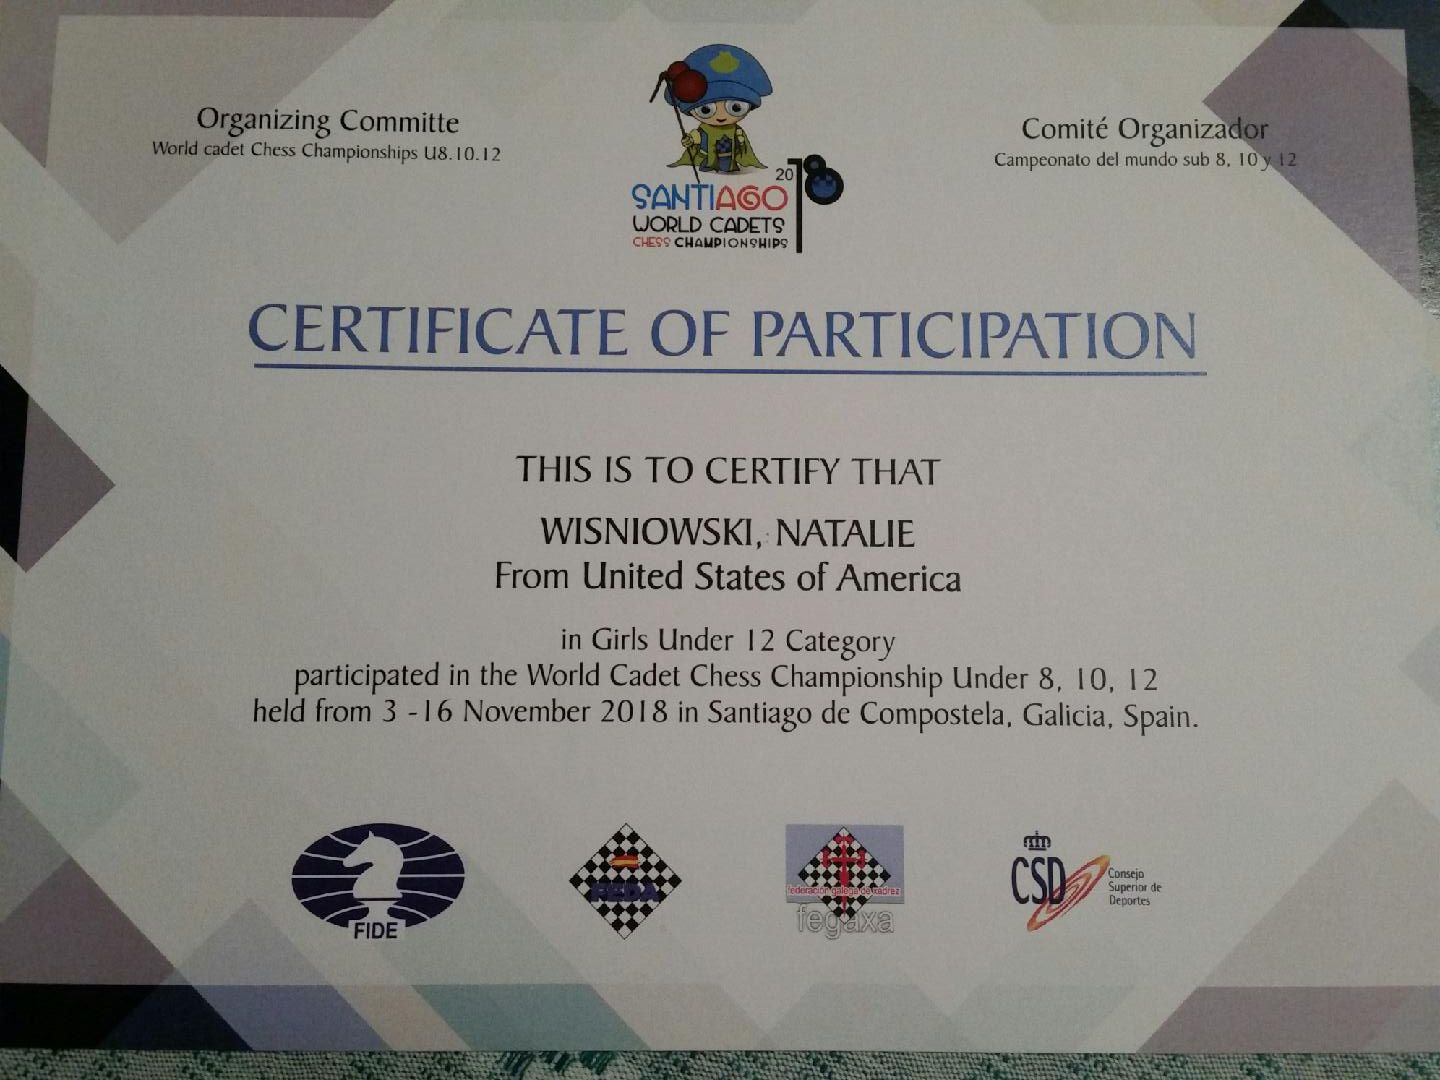 Organizing Committe
World cadet Chess Championships U8.10.12
2018
SANTIAGO
WORLD CADETS
CHESS CHAMPIONSHIPS
Comité Organizador
Campeonato del mundo sub 8, 10 y 12
CERTIFICATE OF PARTICIPATION
THIS IS TO CERTIFY THAT
WISNIOWSKI, NATALIE
From United States of America
in Girls Under 12 Category
participated in the World Cadet Chess Championship Under 8, 10, 12
held from 3 -16 November 2018 in Santiago de Compostela, Galicia, Spain.
FIDE
FEDA
federación galega de xadrez
fegaxa
CSD
Consejo
Superior de
Deportes